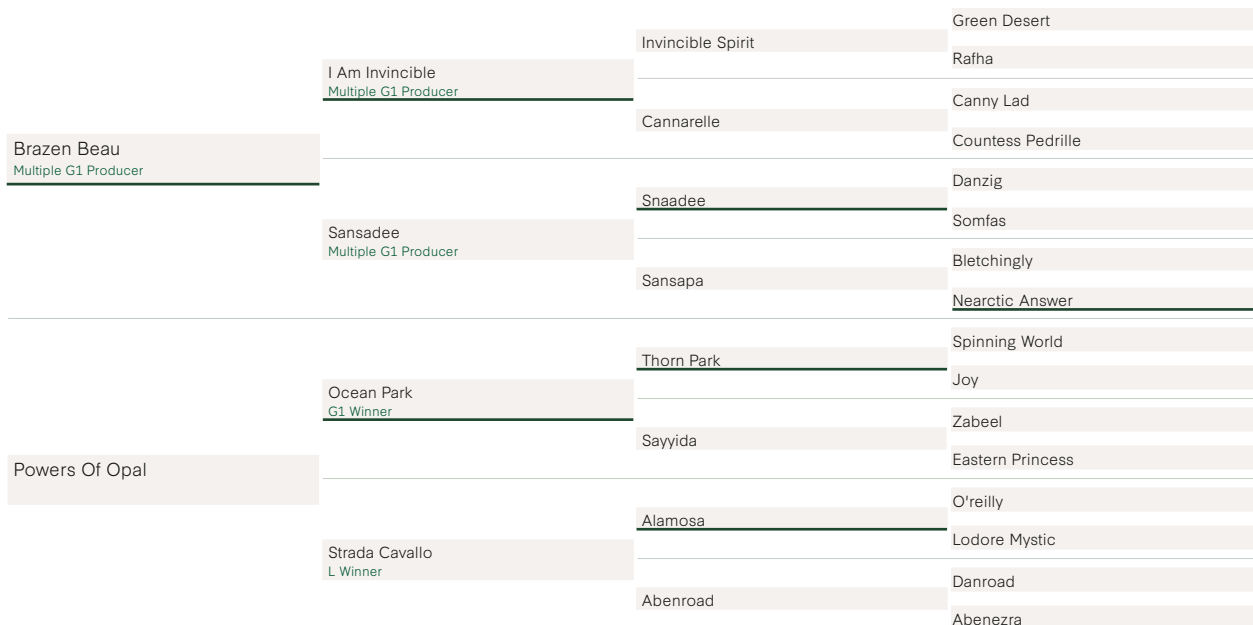 Brazen Beau
Multiple G1 Producer
Powers Of Opal
I Am Invincible
Multiple G1 Producer
Sansadee
Multiple G1 Producer
Ocean Park
G1 Winner
Strada Cavallo
L Winner
Invincible Spirit
Cannarelle
Snaadee
Sansapa
Thorn Park
Sayyida
Alamosa
Abenroad
Green Desert
Rafha
Canny Lad
Countess Pedrille
Danzig
Somfas
Bletchingly
Nearctic Answer
Spinning World
Joy
Zabeel
Eastern Princess
O'reilly
Lodore Mystic
Danroad
Abenezra